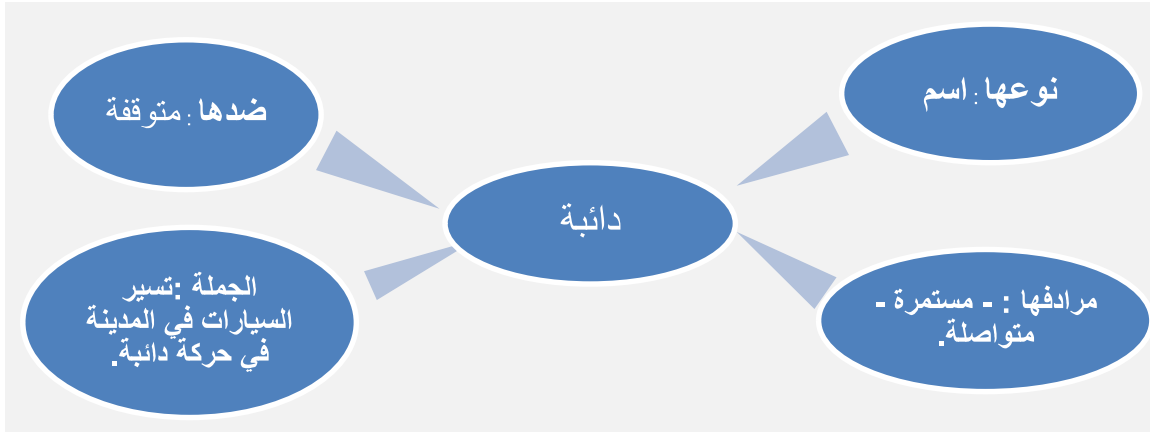 نوعها : اسم
ضدها : متوقفة
دائبة
مرادفها : - مستمرة -
متواصلة.
الجملة :تسير
السيارات في المدينة
في حركة دائبة.